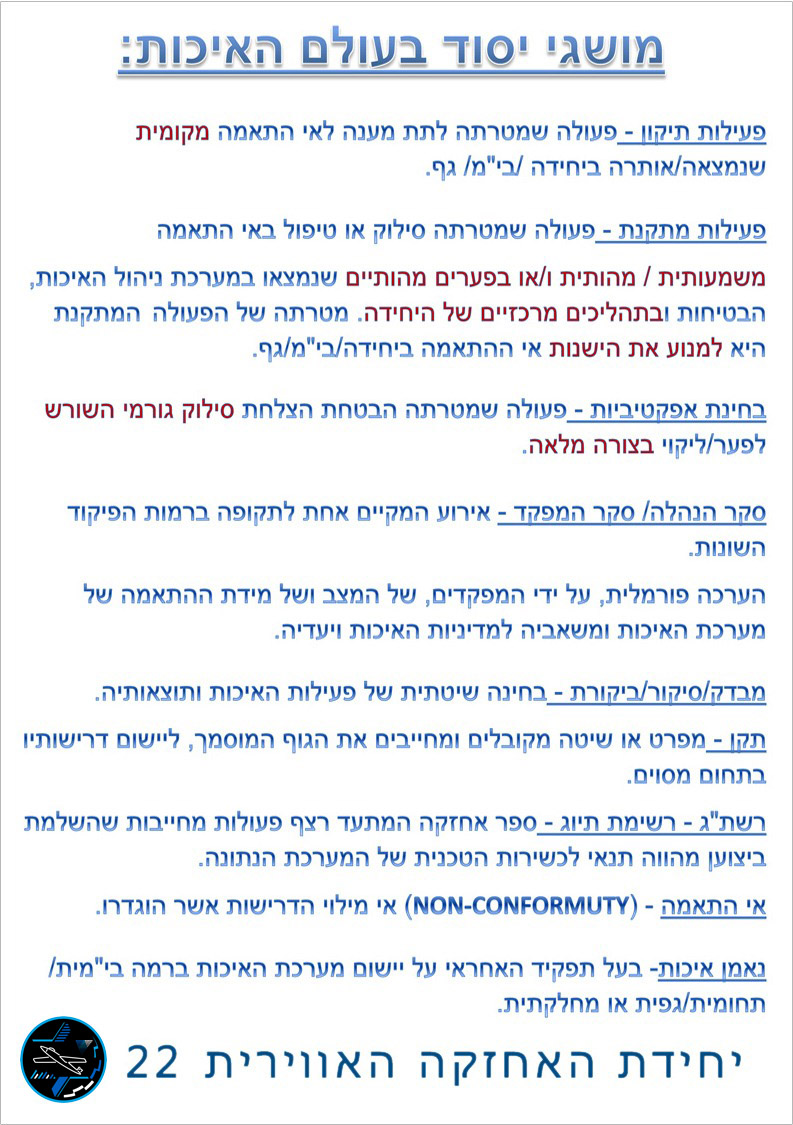 מושגי יסוד בעולם האיכות:
פעילות תיקון - פעולה שמטרתה לתת מענה לאי התאמה מקומית
שנמצאה/אותרה ביחידה /בי"מ/ גף.
פעילות מתקנת - פעולה שמטרתה סילוק או טיפול באי התאמה
משמעותית / מהותית ו/או בפערים מהותיים שנמצאו במערכת ניהול האיכות,
הבטיחות ובתהליכים מרכזיים של היחידה. מטרתה של הפעולה המתקנת
היא למנוע את הישנות אי ההתאמה ביחידה/בי"מ/גף.
בחינת אפקטיביות - פעולה שמטרתה הבטחת הצלחת סילוק גורמי השורש
לפער/ליקוי בצורה מלאה.
סקר הנהלה/ סקר המפקד - אירוע המקיים אחת לתקופה ברמות הפיקוד
השונות.
הערכה פורמלית, על ידי המפקדים, של המצב ושל מידת ההתאמה של
מערכת האיכות ומשאביה למדיניות האיכות ויעדיה.
מבדק/סיקור/ביקורת - בחינה שיטתית של פעילות האיכות ותוצאותיה.
תקן - מפרט או שיטה מקובלים ומחייבים את הגוף המוסמך, ליישום דרישותיו
בתחום מסוים.
רשת"ג - רשימת תיוג - ספר אחזקה המתעד רצף פעולות מחייבות שהשלמת
ביצוען מהווה תנאי לכשירות הטכנית של המערכת הנתונה.
אי התאמה - (NON-CONFORMUTY) אי מילוי הדרישות אשר הוגדרו.
נאמן איכות- בעל תפקיד האחראי על יישום מערכת האיכות ברמה בי"מית/
תחומית/גפית או מחלקתית.
יחידת האחזקה האווירית 22